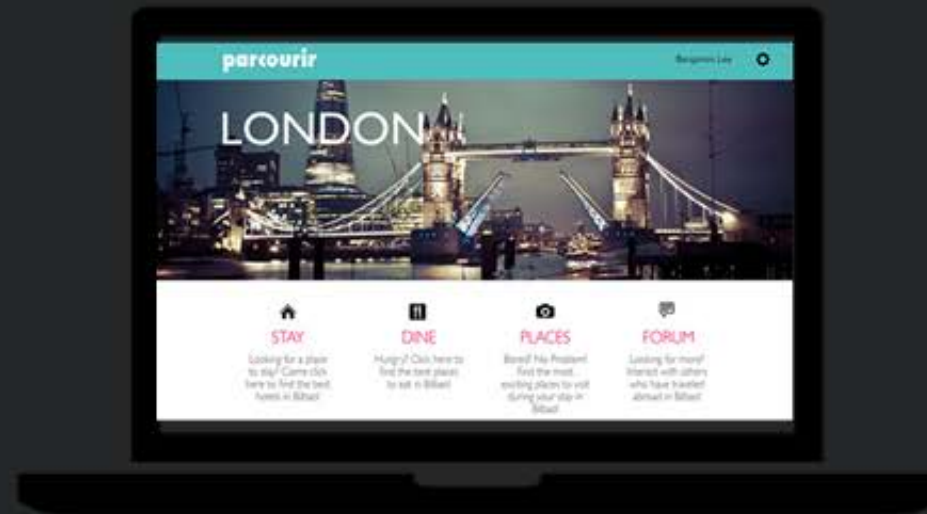 parcourir
Benjamin Lee
LONDON
STAY
DINE
PLACES
FORUM
Looking for a place
to stay? Come click
here to find the best
hotels in Bilbao!
Hungry? Click here to
find the best places
to eat in Bilbao!
Bored? No Problem!
Find the most
exciting places to visit
during your stay in
Bilbao!
Looking for more?
Interact with others
who have traveled
abroad in Bilbao!